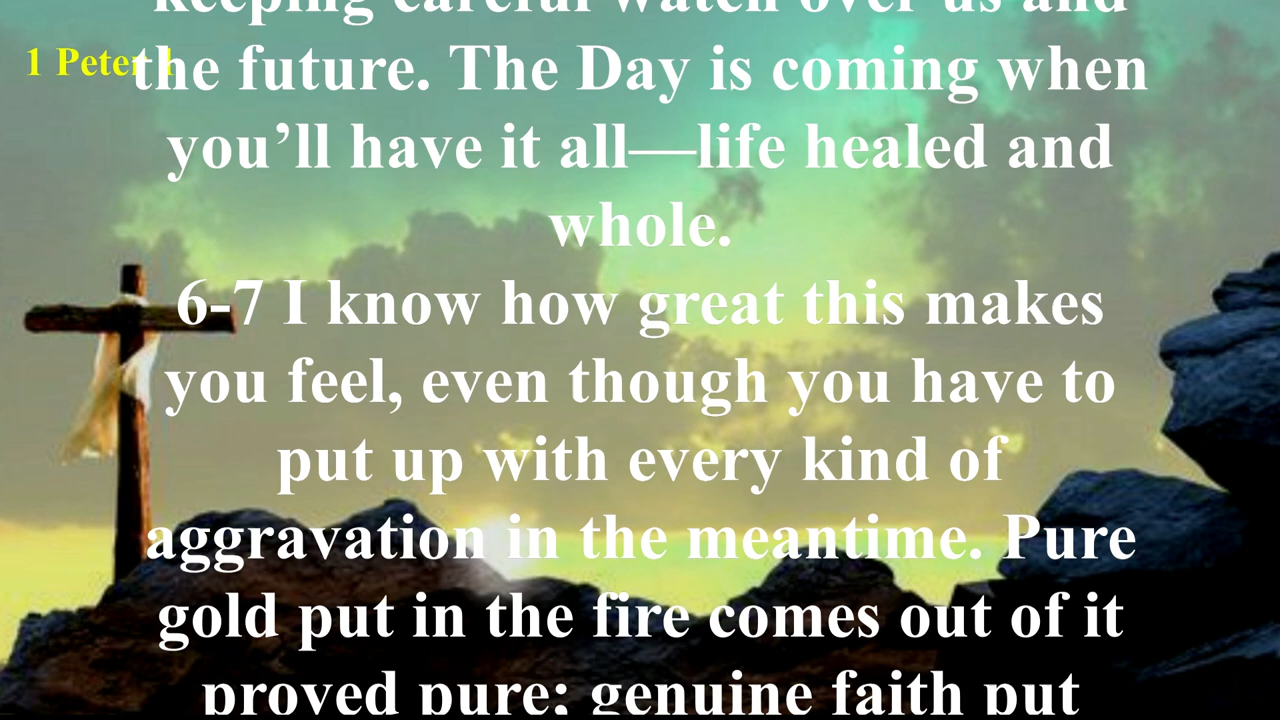 keeping careful watch over us and
1 Peter 1
the future. The Day is coming when
you’ll have it all—life healed and
whole.
6-7 I know how great this makes
you feel, even though you have to
put up with every kind of
aggravation in the meantime. Pure
gold put in the fire comes out of it
proved pure; genuine faith put